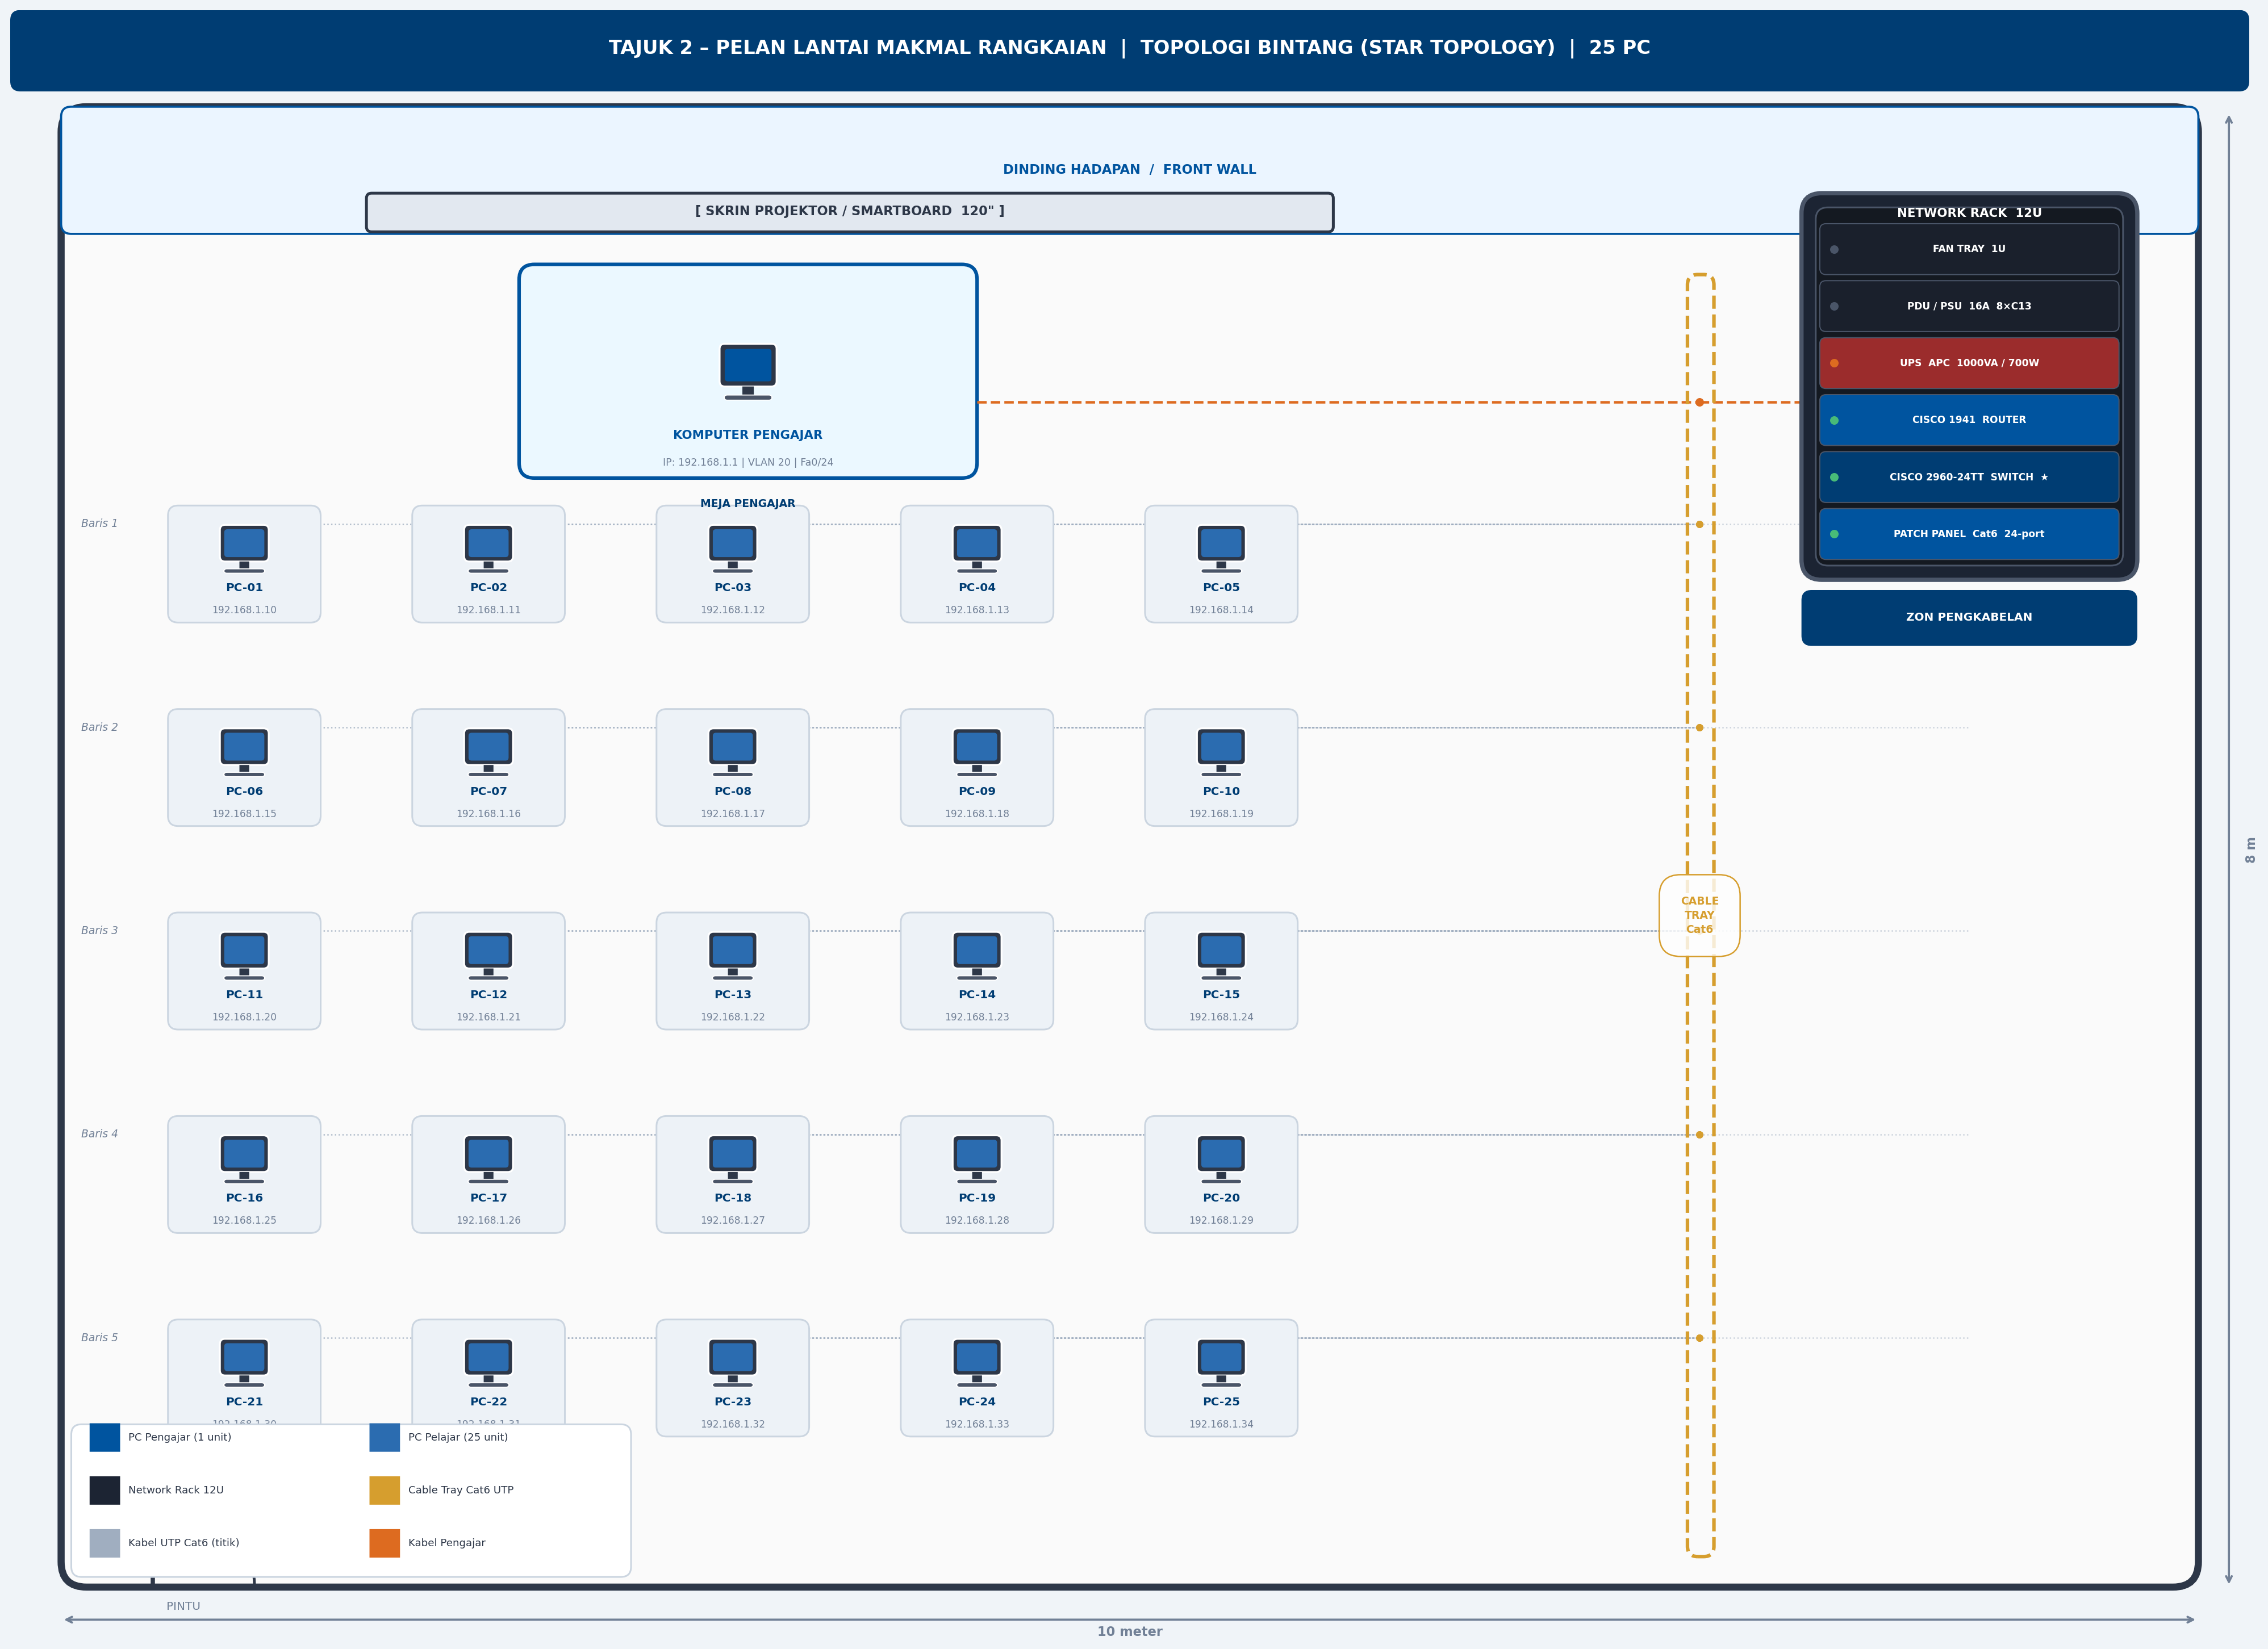 TAJUK 2 – PELAN LANTAI MAKMAL RANGKAIAN | TOPOLOGI BINTANG (STAR TOPOLOGY) | 25 PC
DINDING HADAPAN / FRONT WALL
[ SKRIN PROJEKTOR / SMARTBOARD 120" ]
NETWORK RACK 12U
FAN TRAY 1U
PDU / PSU 16A 8×C13
UPS APC 1000VA / 700W
CISCO 1941 ROUTER
CISCO 2960-24TT SWITCH ★
PATCH PANEL Cat6 24-port
ZON PENGKABELAN
KOMPUTER PENGAJAR
IP: 192.168.1.1 | VLAN 20 | Fa0/24
MEJA PENGAJAR
Baris 1
PC-01
192.168.1.10
PC-02
192.168.1.11
PC-03
192.168.1.12
PC-04
192.168.1.13
PC-05
192.168.1.14
Baris 2
PC-06
192.168.1.15
PC-07
192.168.1.16
PC-08
192.168.1.17
PC-09
192.168.1.18
PC-10
192.168.1.19
Baris 3
PC-11
192.168.1.20
PC-12
192.168.1.21
PC-13
192.168.1.22
PC-14
192.168.1.23
PC-15
192.168.1.24
CABLE
TRAY
Cat6
Baris 4
PC-16
192.168.1.25
PC-17
192.168.1.26
PC-18
192.168.1.27
PC-19
192.168.1.28
PC-20
192.168.1.29
Baris 5
PC-21
192.168.1.30
PC-22
192.168.1.31
PC-23
192.168.1.32
PC-24
192.168.1.33
PC-25
192.168.1.34
PC Pengajar (1 unit)
PC Pelajar (25 unit)
Network Rack 12U
Cable Tray Cat6 UTP
Kabel UTP Cat6 (titik)
Kabel Pengajar
PINTU
10 meter
8 m